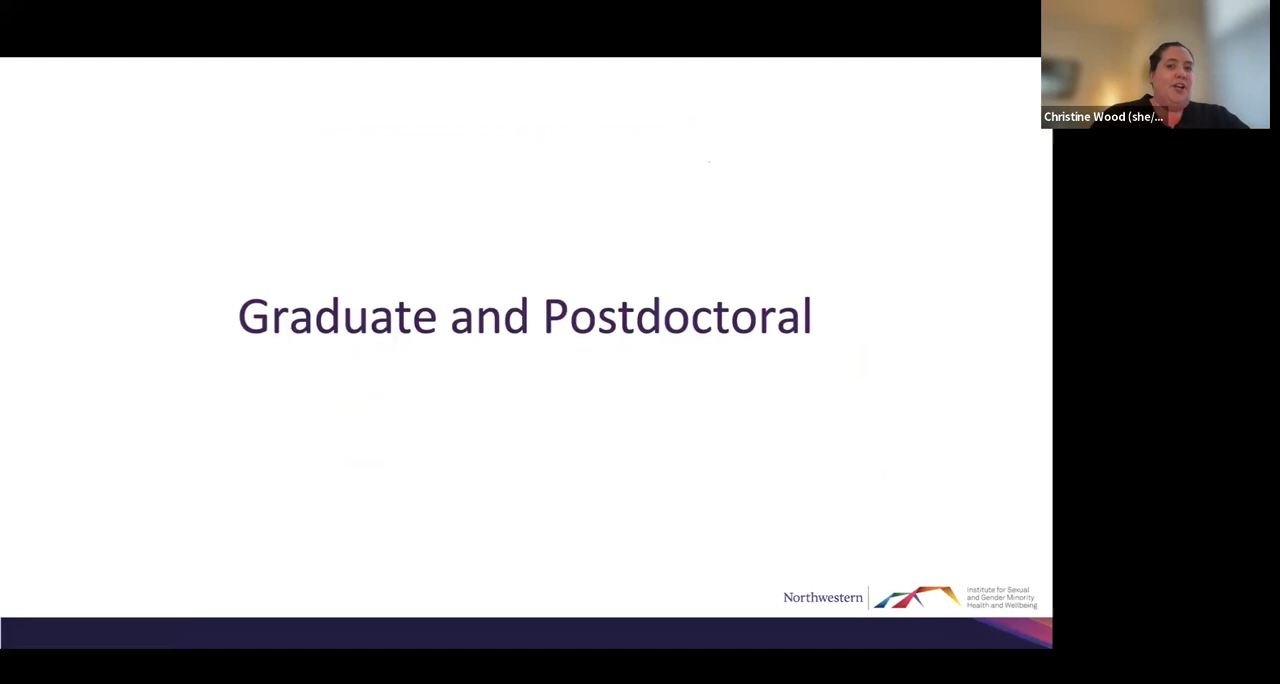 Christine Wood (she/...
Graduate and Postdoctoral
Northwestern
Institute for Sexual
and Gender Minority
Health and Wellbeing